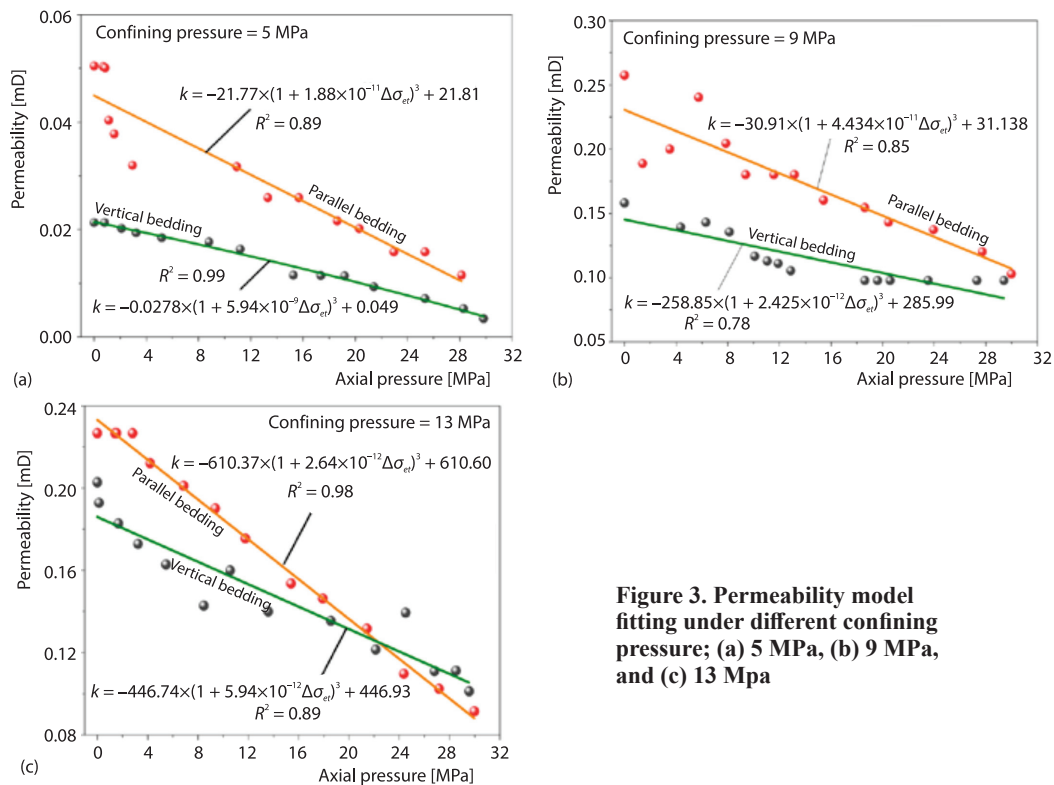 0.06
Confining pressure = 5 MPa
k = −21.77×(1 + 1.88×10⁻¹¹Δσₑₜ)³ + 21.81
R² = 0.89
0.04
Permeability [mD]
Parallel bedding
Vertical bedding
0.02
R² = 0.99
k = −0.0278×(1 + 5.94×10⁻⁹Δσₑₜ)³ + 0.049
0.00
0 4 8 12 16 20 24 28 32
(a)
Axial pressure [MPa]
0.30
Confining pressure = 9 MPa
0.25
k = −30.91×(1 + 4.434×10⁻¹¹Δσₑₜ)³ + 31.138
R² = 0.85
0.20
Permeability [mD]
Parallel bedding
0.15
Vertical bedding
0.10
k = −258.85×(1 + 2.425×10⁻¹²Δσₑₜ)³ + 285.99
R² = 0.78
0.05
0 4 8 12 16 20 24 28 32
(b)
Axial pressure [MPa]
0.24
Confining pressure = 13 MPa
k = −610.37×(1 + 2.64×10⁻¹²Δσₑₜ)³ + 610.60
R² = 0.98
0.20
Permeability [mD]
Parallel bedding
0.16
Vertical bedding
0.12
k = −446.74×(1 + 5.94×10⁻¹²Δσₑₜ)³ + 446.93
R² = 0.89
0.08
0 4 8 12 16 20 24 28 32
(c)
Axial pressure [MPa]
Figure 3. Permeability model
fitting under different confining
pressure; (a) 5 MPa, (b) 9 MPa,
and (c) 13 Mpa